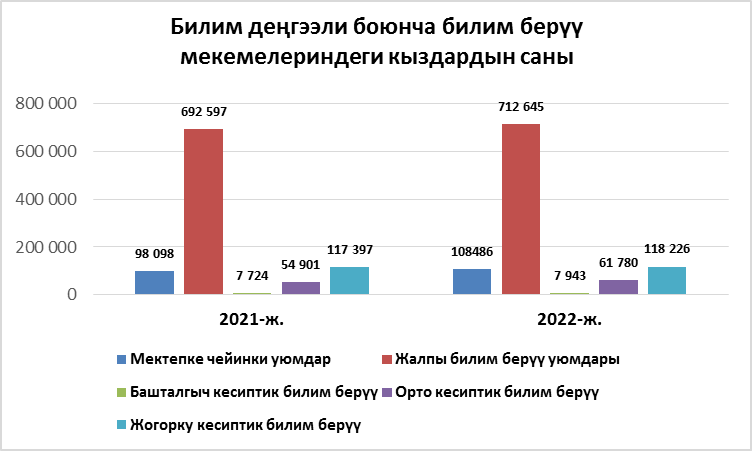 Билим деңгээли боюнча билим берүү
мекемелериндеги кыздардын саны
800 000
600 000
400 000
200 000
0
98 098
692 597
7 724
54 901
117 397
108486
712 645
7 943
61 780
118 226
2021-ж.
2022-ж.
Мектепке чейинки уюмдар
Жалпы билим берүү уюмдары
Башталгыч кесиптик билим берүү
Орто кесиптик билим берүү
Жогорку кесиптик билим берүү